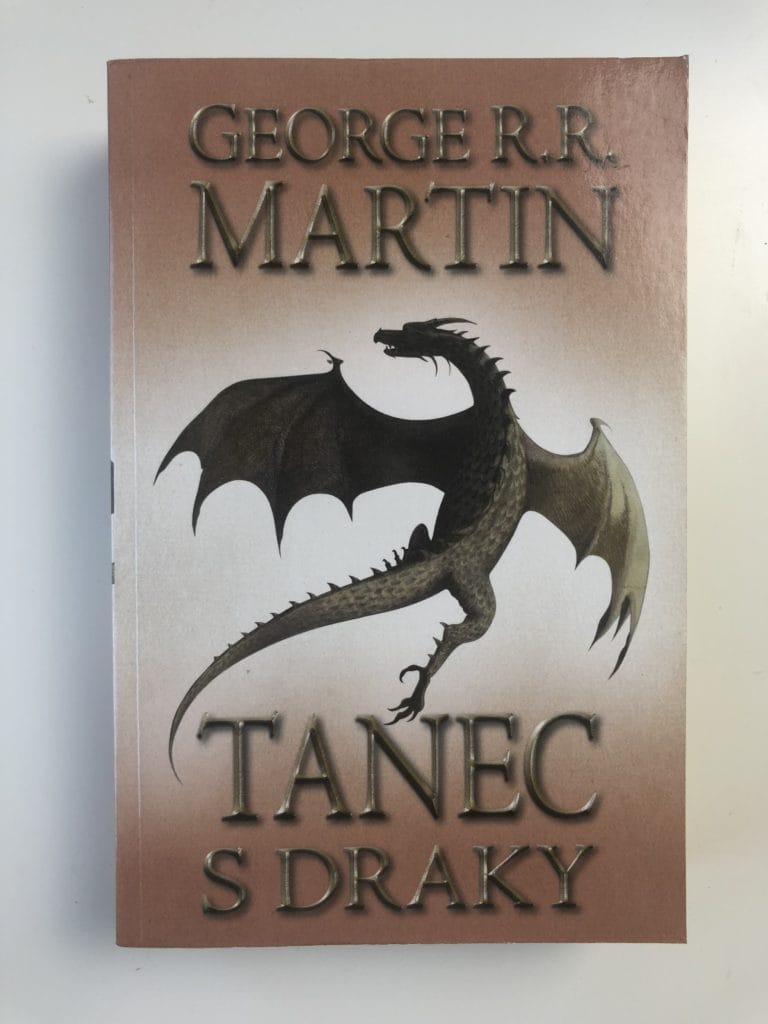 GEORGE R.R.
MARTIN
TANEC
S DRAKY